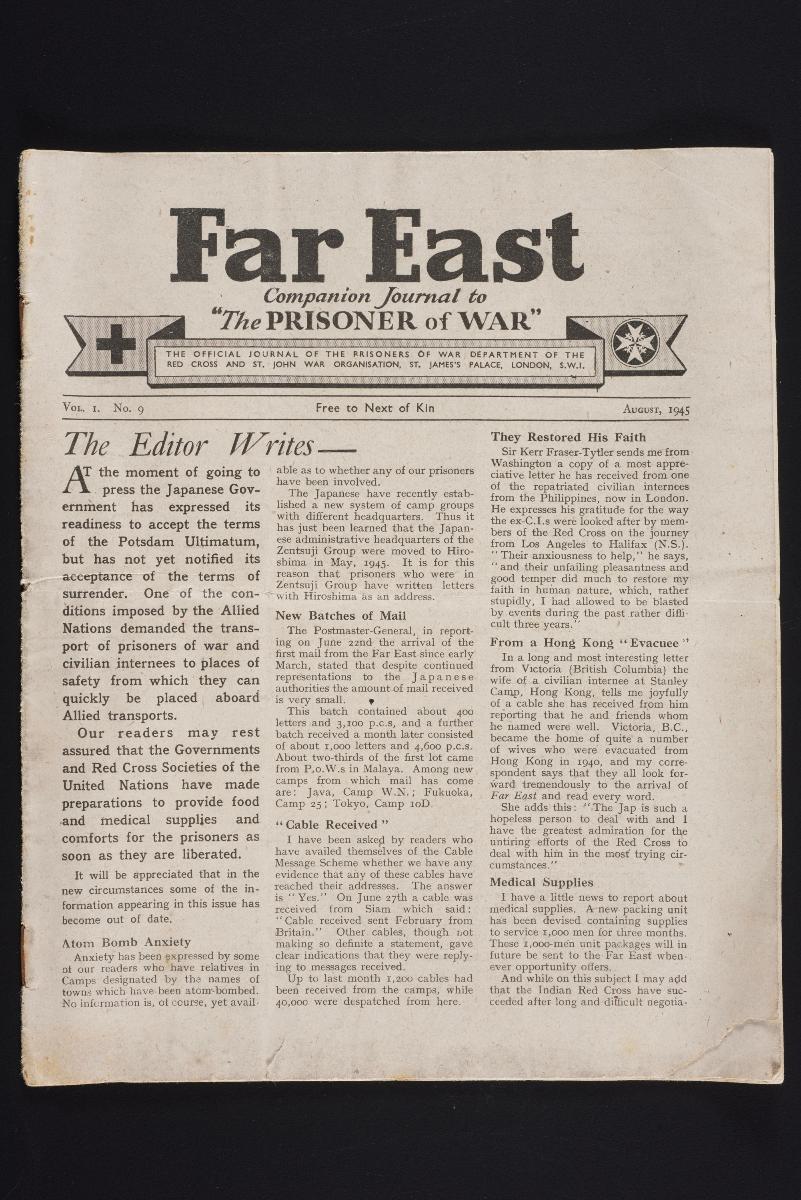 Far East
Companion Journal to
"The PRISONER of WAR"
THE OFFICIAL JOURNAL OF THE PRISONERS OF WAR DEPARTMENT OF THE
RED CROSS AND ST. JOHN WAR ORGANISATION, ST. JAMES'S PALACE, LONDON, S.W.1.
VOL. 1. No. 9
Free to Next of Kin
AUGUST, 1945
The Editor Writes—
AT the moment of going to
press the Japanese Gov-
ernment has expressed its
readiness to accept the terms
of the Potsdam Ultimatum,
but has not yet notified its
acceptance of the terms of
surrender. One of the con-
ditions imposed by the Allied
Nations demanded the trans-
port of prisoners of war and
civilian internees to places of
safety from which they can
quickly be placed aboard
Allied transports.
Our readers may rest
assured that the Governments
and Red Cross Societies of the
United Nations have made
preparations to provide food
and medical supplies and
comforts for the prisoners as
soon as they are liberated.
It will be appreciated that in the
new circumstances some of the in-
formation appearing in this issue has
become out of date.
Atom Bomb Anxiety
Anxiety has been expressed by some
of our readers who have relatives in
Camps designated by the names of
towns which have been atom-bombed.
No information is, of course, yet avail-
able as to whether any of our prisoners
have been involved.
The Japanese have recently estab-
lished a new system of camp groups
with different headquarters. Thus it
has just been learned that the Japan-
ese administrative headquarters of the
Zentsuji Group were moved to Hiro-
shima in May, 1945. It is for this
reason that prisoners who were in
Zentsuji Group have written letters
with Hiroshima as an address.
New Batches of Mail
The Postmaster-General, in report-
ing on June 22nd the arrival of the
first mail from the Far East since early
March, stated that despite continued
representations to the Japanese
authorities the amount of mail received
is very small.
This batch contained about 400
letters and 3,100 p.c.s, and a further
batch received a month later consisted
of about 1,000 letters and 4,600 p.c.s.
About two-thirds of the first lot came
from P.o.W.s in Malaya. Among new
camps from which mail has come
are: Java, Camp W.N.; Fukuoka,
Camp 25; Tokyo, Camp 10D.
"Cable Received"
I have been asked by readers who
have availed themselves of the Cable
Message Scheme whether we have any
evidence that any of these cables have
reached their addresses. The answer
is "Yes." On June 27th a cable was
received from Siam which said:
"Cable received sent February from
Britain." Other cables, though not
making so definite a statement, gave
clear indications that they were reply-
ing to messages received.
Up to last month 1,200 cables had
been received from the camps, while
40,000 were despatched from here.
They Restored His Faith
Sir Kerr Fraser-Tytler sends me from
Washington a copy of a most appre-
ciative letter he has received from one
of the repatriated civilian internees
from the Philippines, now in London.
He expresses his gratitude for the way
the ex-C.I.s were looked after by mem-
bers of the Red Cross on the journey
from Los Angeles to Halifax (N.S.).
"Their anxiousness to help," he says,
"and their unfailing pleasantness and
good temper did much to restore my
faith in human nature, which, rather
stupidly, I had allowed to be blasted
by events during the past rather diffi-
cult three years."
From a Hong Kong "Evacuee"
In a long and most interesting letter
from Victoria (British Columbia) the
wife of a civilian internee at Stanley
Camp, Hong Kong, tells me joyfully
of a cable she has received from him
reporting that he and friends whom
he named were well. Victoria, B.C.,
became the home of quite a number
of wives who were evacuated from
Hong Kong in 1940, and my corre-
spondent says that they all look for-
ward tremendously to the arrival of
Far East and read every word.
She adds this: "The Jap is such a
hopeless person to deal with and I
have the greatest admiration for the
untiring efforts of the Red Cross to
deal with him in the most trying cir-
cumstances."
Medical Supplies
I have a little news to report about
medical supplies. A new packing unit
has been devised containing supplies
to service 1,000 men for three months.
These 1,000-men unit packages will in
future be sent to the Far East when-
ever opportunity offers.
And while on this subject I may add
that the Indian Red Cross have suc-
ceeded after long and difficult negotia-